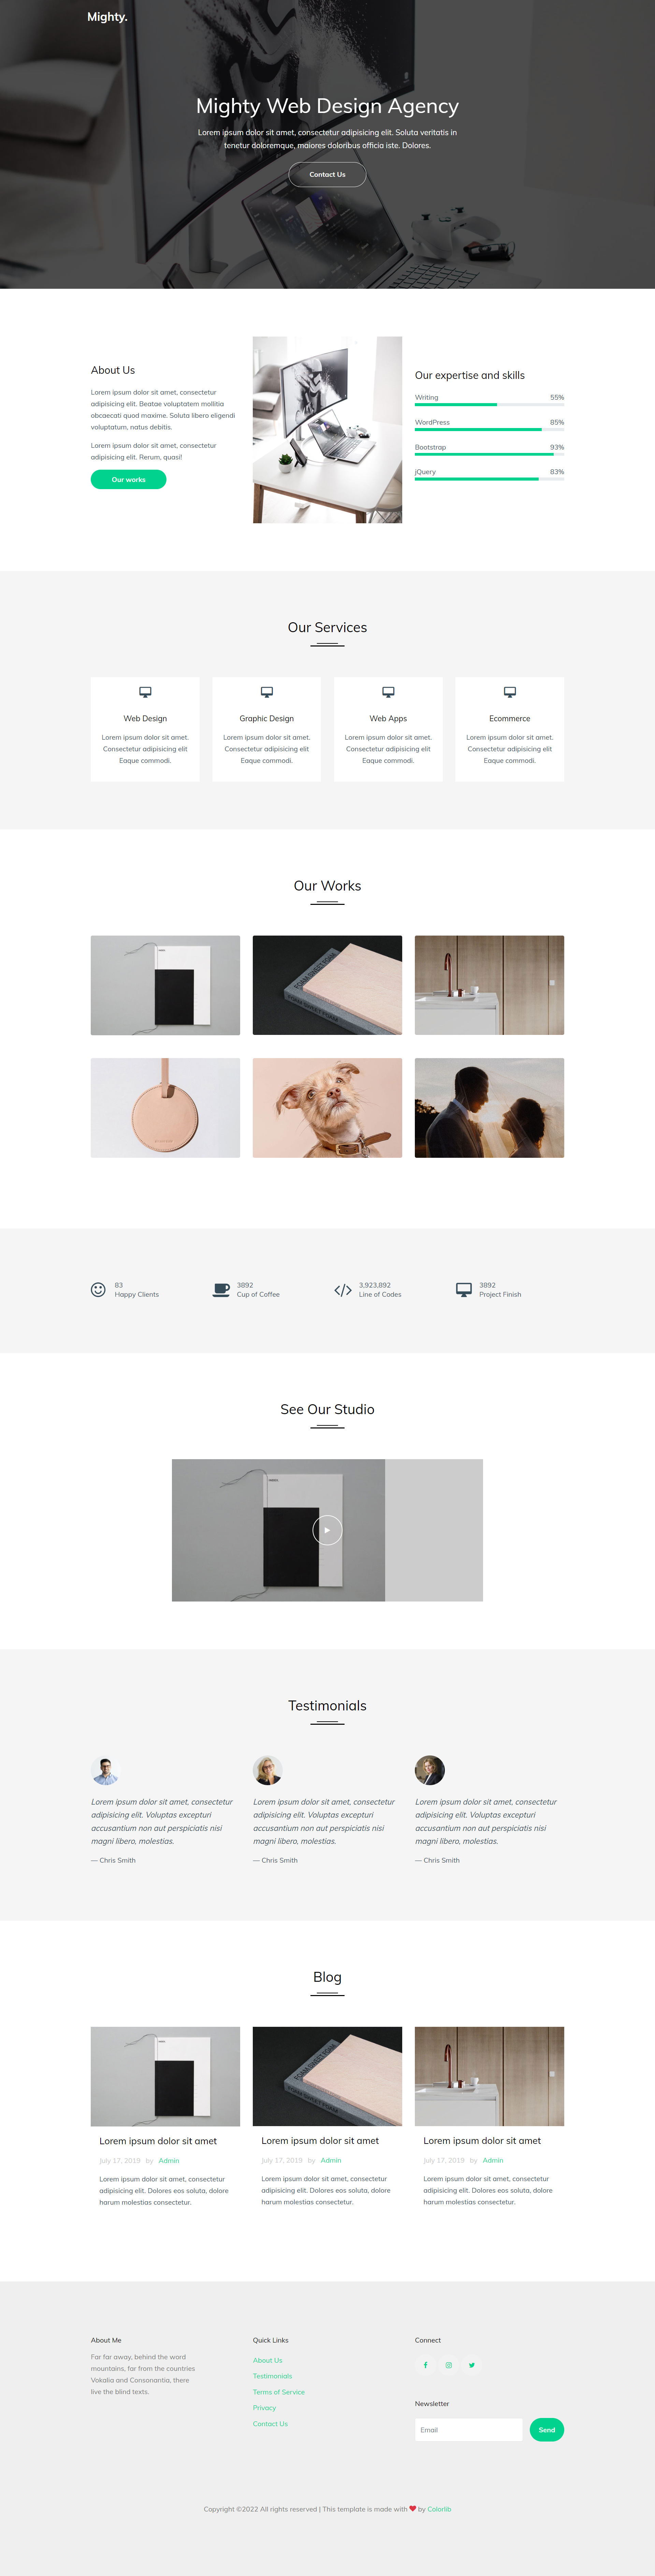 Mighty.
Mighty Web Design Agency
Lorem ipsum dolor sit amet, consectetur adipisicing elit. Soluta veritatis in
tenetur doloremque, maiores doloribus officia iste. Dolores.
Contact Us
About Us
Lorem ipsum dolor sit amet, consectetur
adipisicing elit. Beatae voluptatem mollitia
obcaecati quod maxime. Soluta libero eligendi
voluptatum, natus debitis.
Lorem ipsum dolor sit amet, consectetur
adipisicing elit. Rerum, quasi!
Our works
Our expertise and skills
Writing 55%
WordPress 85%
Bootstrap 93%
jQuery 83%
Our Services
Web Design
Lorem ipsum dolor sit amet.
Consectetur adipisicing elit
Eaque commodi.
Graphic Design
Lorem ipsum dolor sit amet.
Consectetur adipisicing elit
Eaque commodi.
Web Apps
Lorem ipsum dolor sit amet.
Consectetur adipisicing elit
Eaque commodi.
Ecommerce
Lorem ipsum dolor sit amet.
Consectetur adipisicing elit
Eaque commodi.
Our Works
83
Happy Clients
3892
Cup of Coffee
3,923,892
Line of Codes
3892
Project Finish
See Our Studio
Testimonials
Lorem ipsum dolor sit amet, consectetur
adipisicing elit. Voluptas excepturi
accusantium non aut perspiciatis nisi
magni libero, molestias.
— Chris Smith
Lorem ipsum dolor sit amet, consectetur
adipisicing elit. Voluptas excepturi
accusantium non aut perspiciatis nisi
magni libero, molestias.
— Chris Smith
Lorem ipsum dolor sit amet, consectetur
adipisicing elit. Voluptas excepturi
accusantium non aut perspiciatis nisi
magni libero, molestias.
— Chris Smith
Blog
Lorem ipsum dolor sit amet
July 17, 2019 by Admin
Lorem ipsum dolor sit amet, consectetur
adipisicing elit. Dolores eos soluta, dolore
harum molestias consectetur.
Lorem ipsum dolor sit amet
July 17, 2019 by Admin
Lorem ipsum dolor sit amet, consectetur
adipisicing elit. Dolores eos soluta, dolore
harum molestias consectetur.
Lorem ipsum dolor sit amet
July 17, 2019 by Admin
Lorem ipsum dolor sit amet, consectetur
adipisicing elit. Dolores eos soluta, dolore
harum molestias consectetur.
About Me
Far far away, behind the word
mountains, far from the countries
Vokalia and Consonantia, there
live the blind texts.
Quick Links
About Us
Testimonials
Terms of Service
Privacy
Contact Us
Connect
Newsletter
Email
Send
Copyright ©2022 All rights reserved | This template is made with ❤ by Colorlib